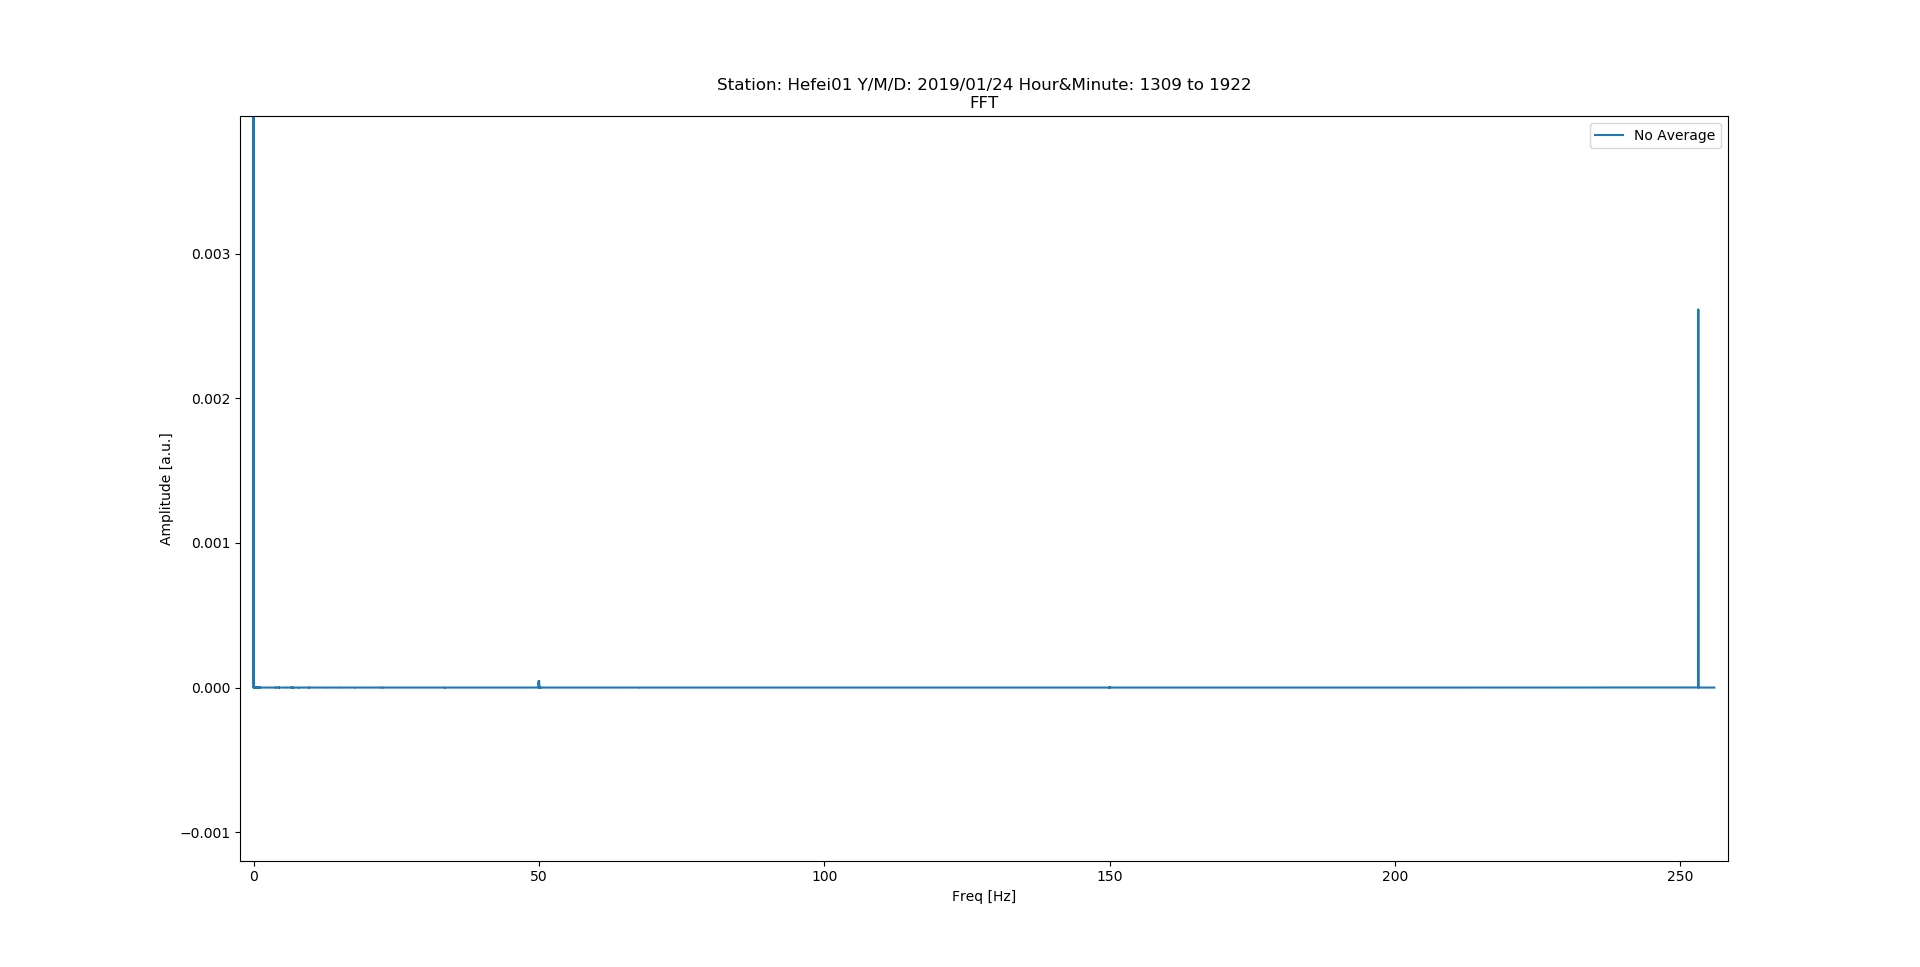 Station: Hefei01 Y/M/D: 2019/01/24 Hour&Minute: 1309 to 1922
FFT
No Average
0.003
0.002
0.001
0.000
−0.001
Amplitude [a.u.]
0 50 100 150 200 250
Freq [Hz]